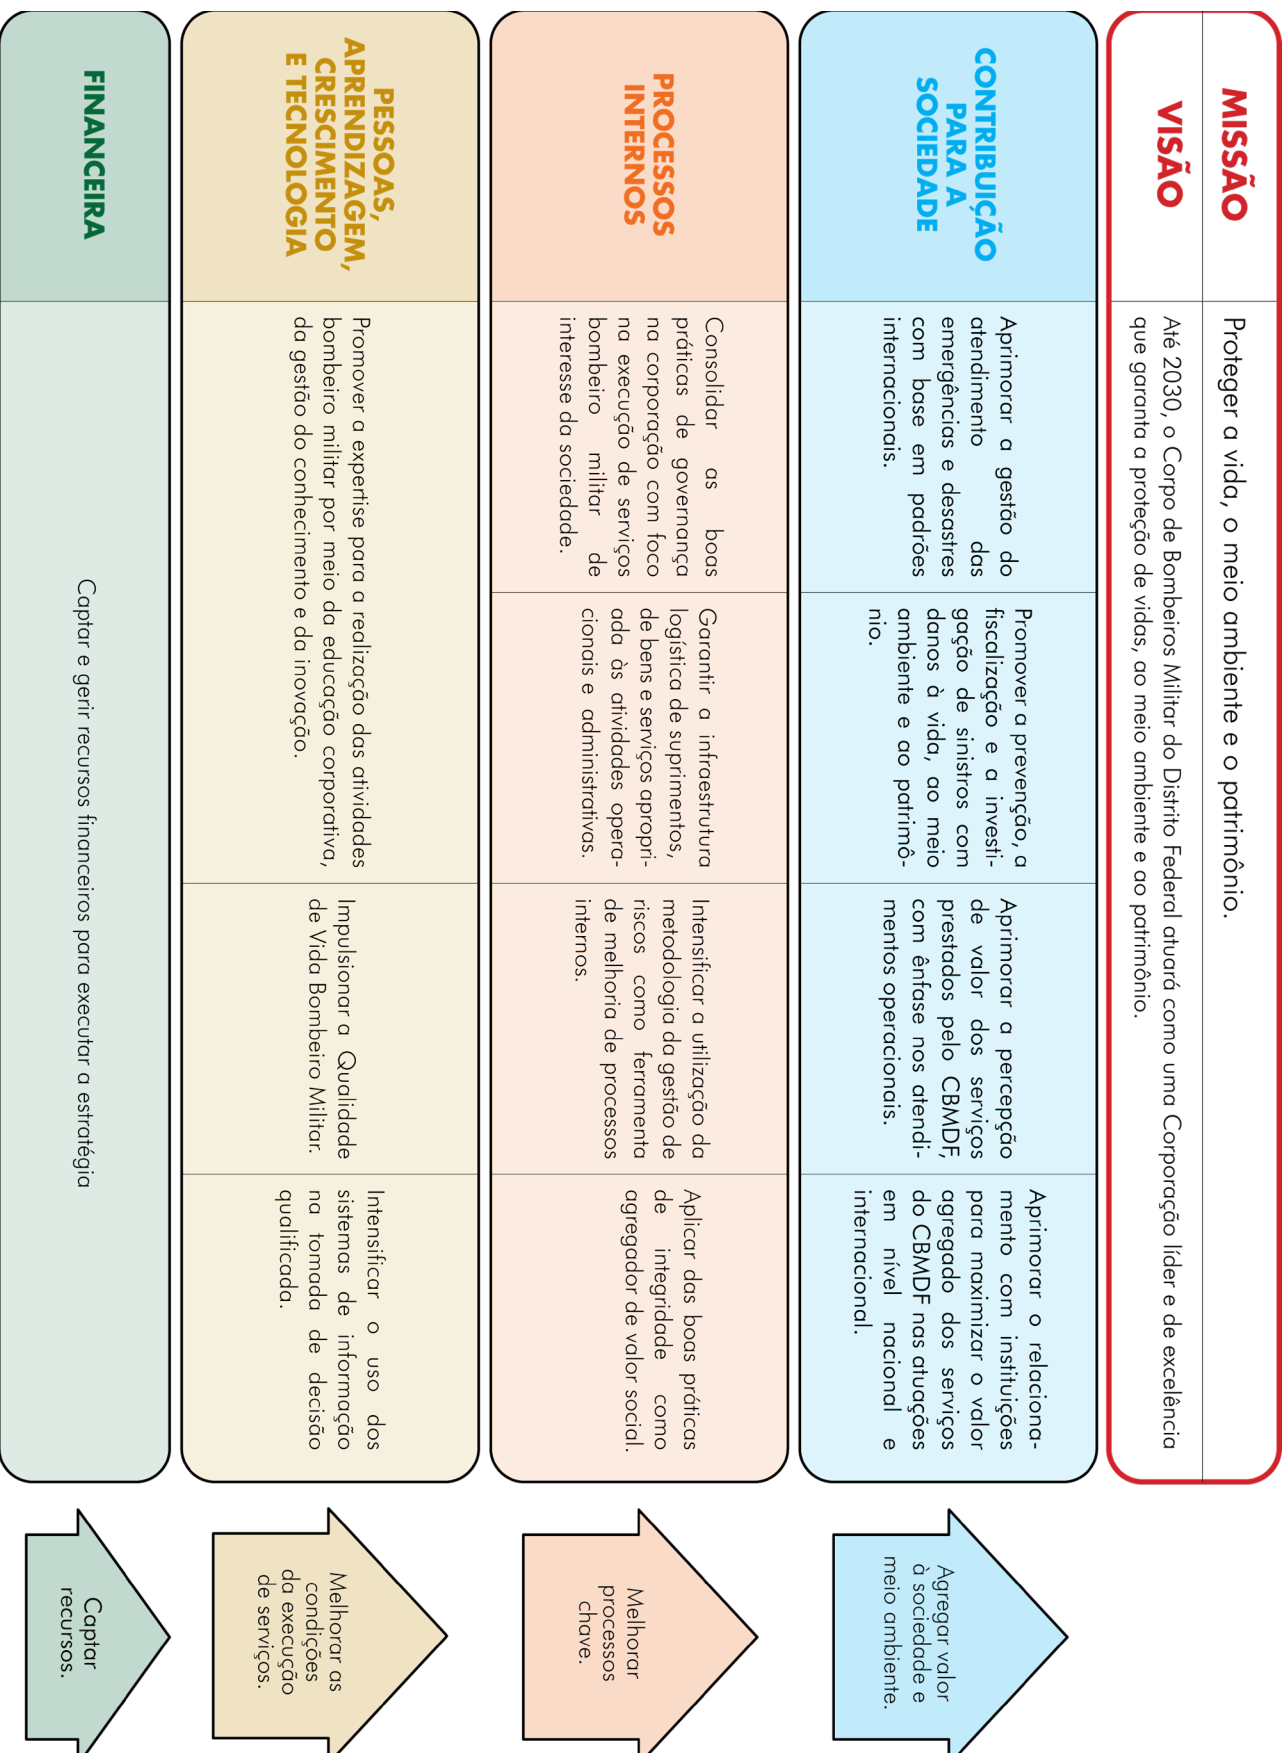 MISSÃO
Proteger a vida, o meio ambiente e o patrimônio.
VISÃO
Até 2030, o Corpo de Bombeiros Militar do Distrito Federal atuará como uma Corporação líder e de excelência
que garanta a proteção de vidas, ao meio ambiente e ao patrimônio.
CONTRIBUIÇÃO
PARA A
SOCIEDADE
Aprimorar a gestão do
atendimento das
emergências e desastres
com base em padrões
internacionais.
Promover a prevenção, a
fiscalização e a investi-
gação de sinistros com
danos à vida, ao meio
ambiente e ao patrimô-
nio.
Aprimorar a percepção
de valor dos serviços
prestados pelo CBMDF,
com ênfase nos atendi-
mentos operacionais.
Aprimorar o relaciona-
mento com instituições
para maximizar o valor
agregado dos serviços
do CBMDF nas atuações
em nível nacional e
internacional.
Agregar valor
à sociedade e
meio ambiente.
PROCESSOS
INTERNOS
Consolidar as boas
práticas de governança
na corporação com foco
na execução de serviços
bombeiro militar de
interesse da sociedade.
Garantir a infraestrutura
logística de suprimentos,
de bens e serviços apropri-
ada às atividades opera-
cionais e administrativas.
Intensificar a utilização da
metodologia da gestão de
riscos como ferramenta
de melhoria de processos
internos.
Aplicar das boas práticas
de integridade como
agregador de valor social.
Melhorar
processos
chave.
PESSOAS,
APRENDIZAGEM,
CRESCIMENTO
E TECNOLOGIA
Promover a expertise para a realização das atividades
bombeiro militar por meio da educação corporativa,
da gestão do conhecimento e da inovação.
Impulsionar a Qualidade
de Vida Bombeiro Militar.
Intensificar o uso dos
sistemas de informação
na tomada de decisão
qualificada.
Melhorar as
condições
da execução
de serviços.
FINANCEIRA
Captar e gerir recursos financeiros para executar a estratégia
Captar
recursos.